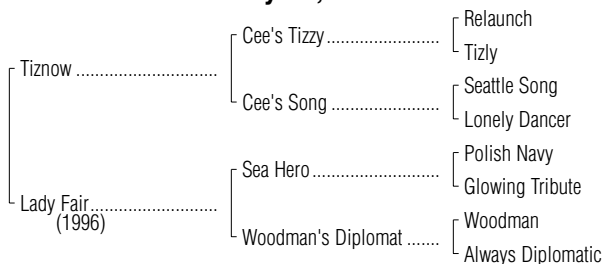 Relaunch
Cee's Tizzy
Tizly
Tiznow
Seattle Song
Cee's Song
Lonely Dancer
Polish Navy
Sea Hero
Glowing Tribute
Lady Fair
(1996)
Woodman
Woodman's Diplomat
Always Diplomatic